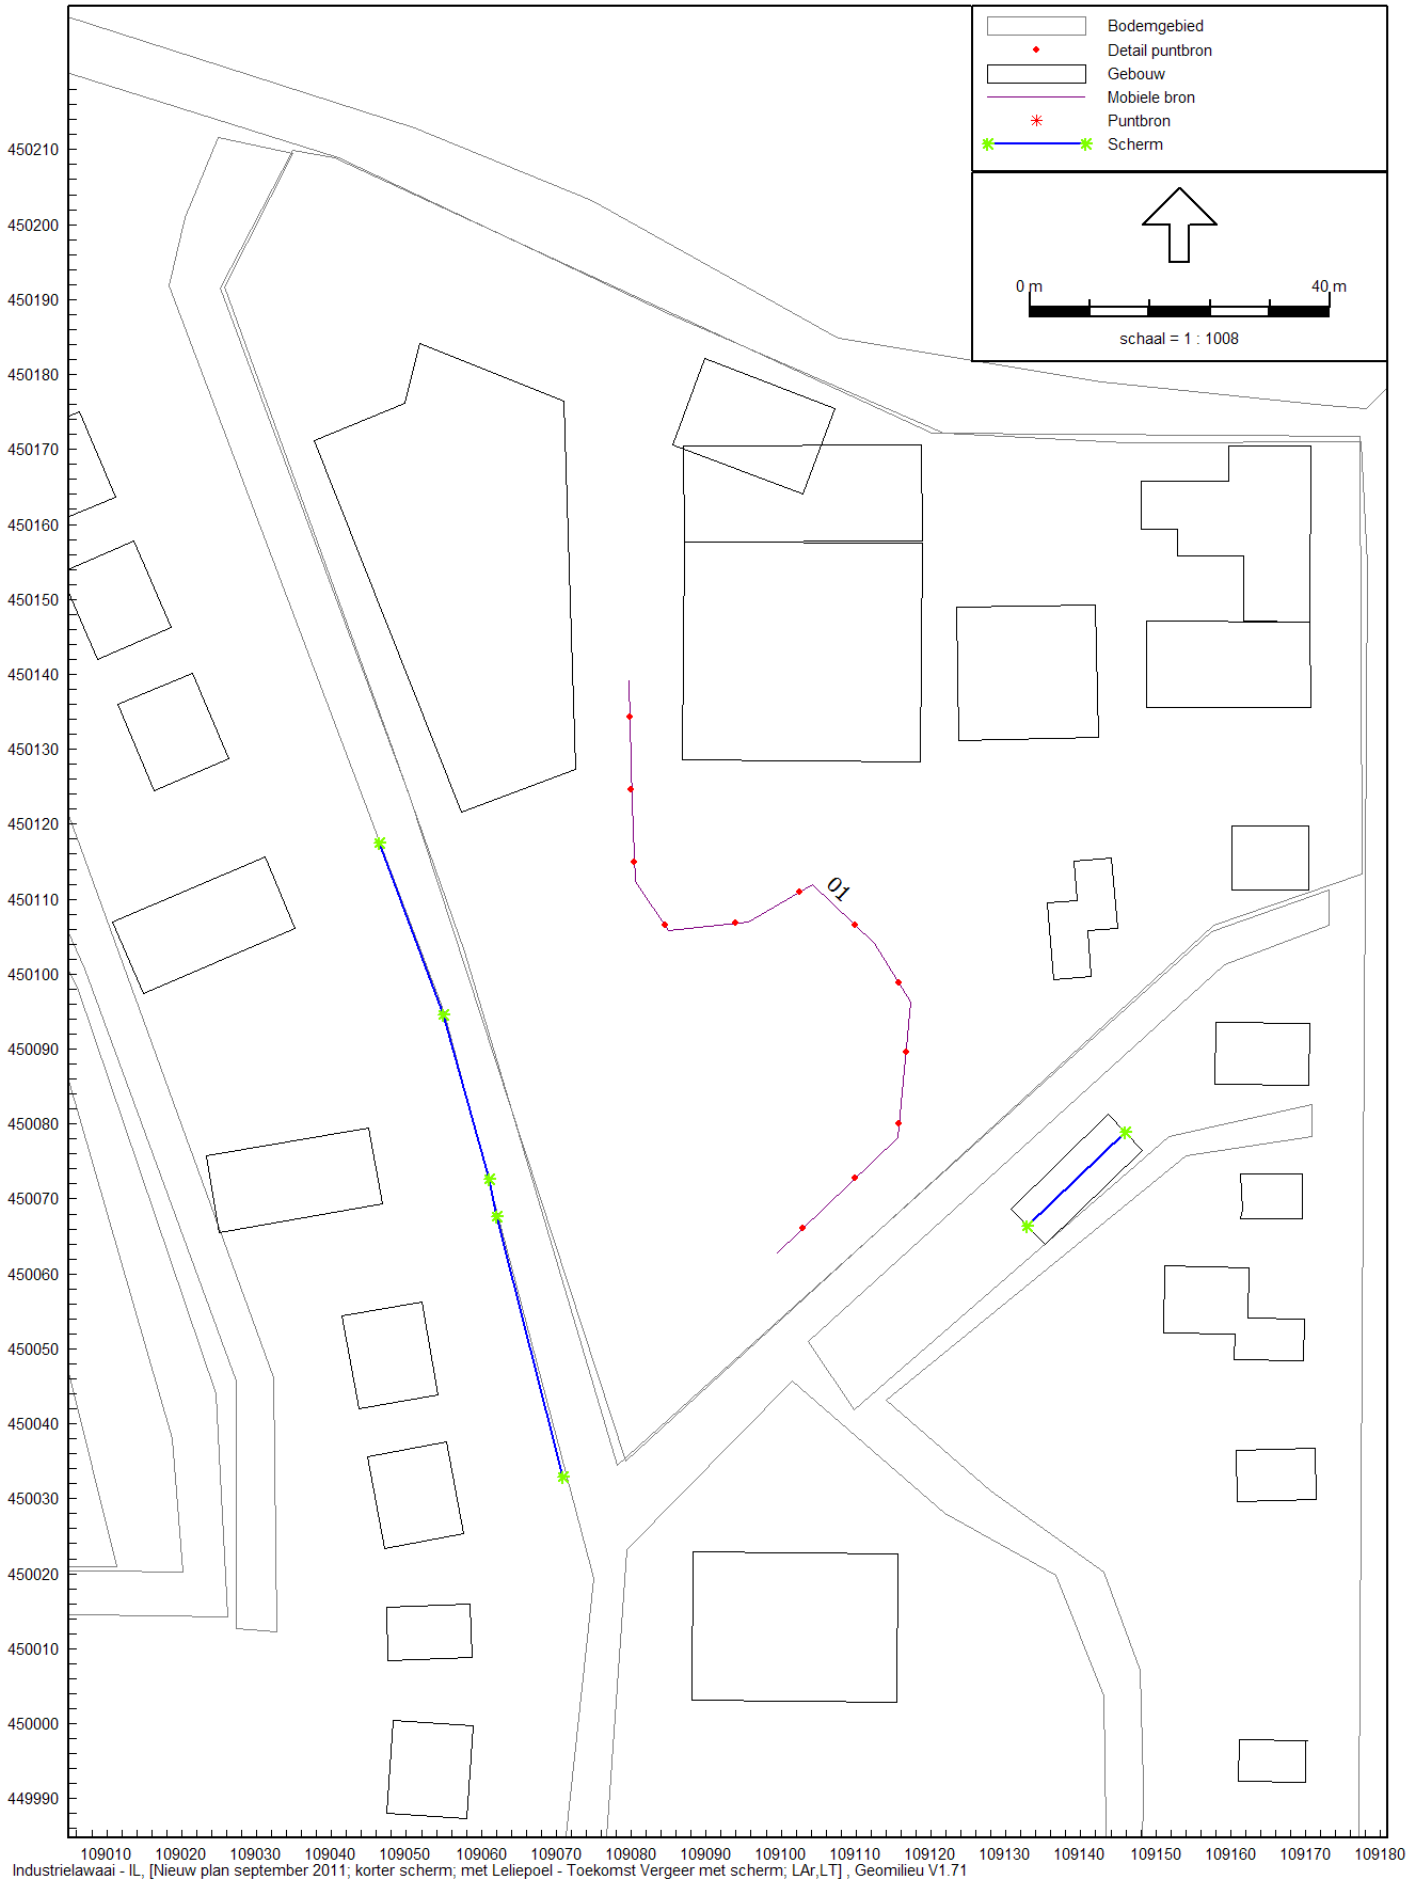 Bodemgebied
Detail puntbron
Gebouw
Mobiele bron
Puntbron
Scherm
0 m 40 m
schaal = 1 : 1008
450210
450200
450190
450180
450170
450160
450150
450140
450130
450120
450110
450100
450090
450080
450070
450060
450050
450040
450030
450020
450010
450000
449990
01
109010 109020 109030 109040 109050 109060 109070 109080 109090 109100 109110 109120 109130 109140 109150 109160 109170 109180
Industrielawaai - IL, [Nieuw plan september 2011; korter scherm; met Leliepoel - Toekomst Vergeer met scherm; LAr,LT] , Geomilieu V1.71